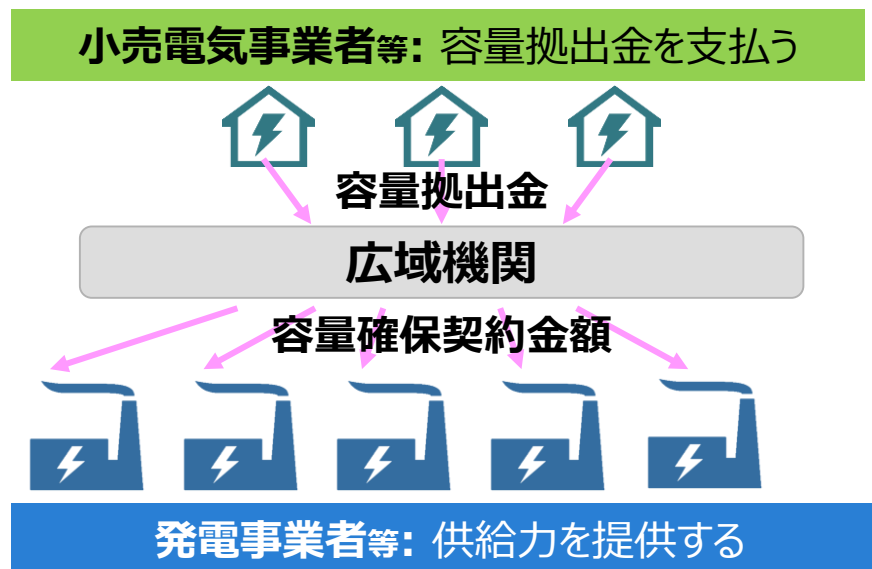 小売電気事業者等: 容量拠出金を支払う
容量拠出金
広域機関
容量確保契約金額
発電事業者等: 供給力を提供する